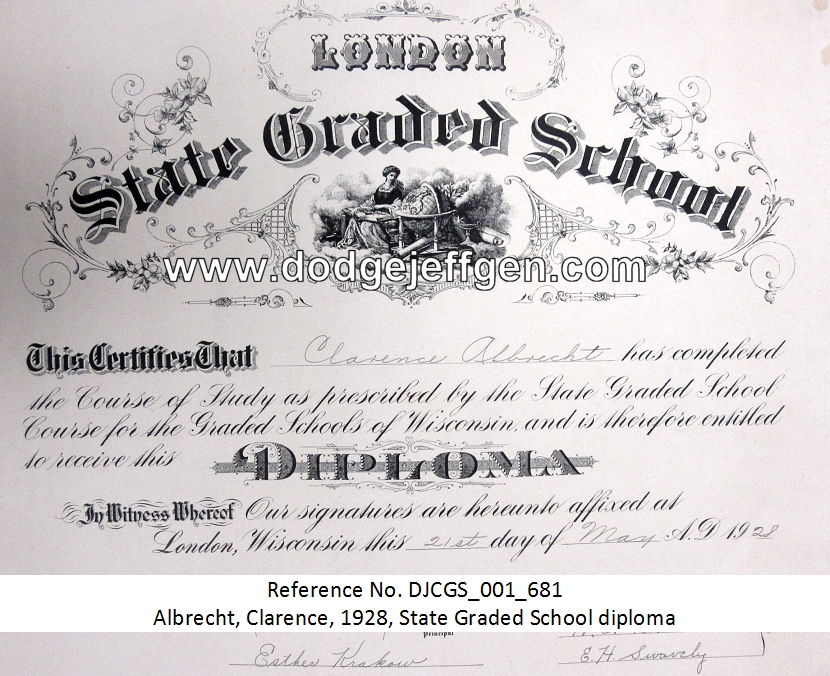 LONDON
State Graded School
www.dodgejeffgen.com
This Certifies That Clarence Albrecht has completed
the Course of Study as prescribed by the State Graded School
Course for the Graded Schools of Wisconsin, and is therefore entitled
to receive this DIPLOMA
In Witness Whereof Our signatures are hereunto affixed at
London, Wisconsin this 21st day of May A.D. 1928
Reference No. DJCGS_001_681
Albrecht, Clarence, 1928, State Graded School diploma
Principal
Esther Krakow
E.H. Swavely